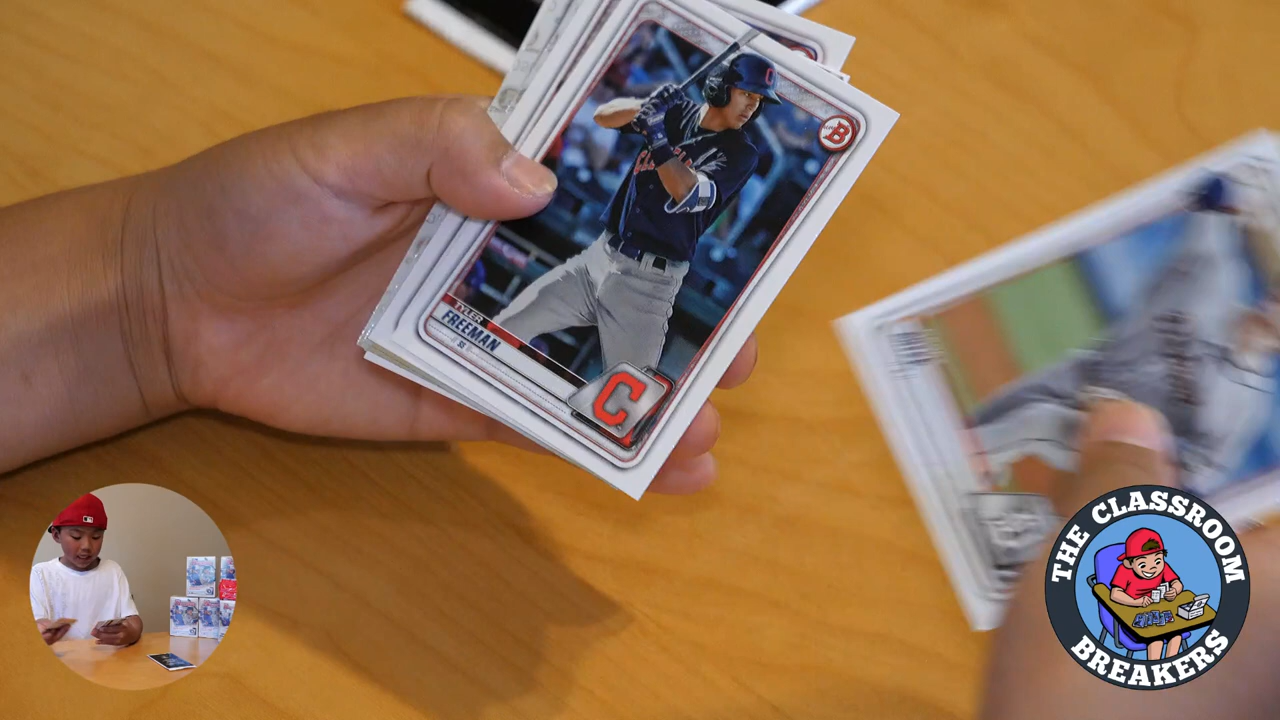 B
C
TYLER
FREEMAN
SS
C
THE CLASSROOM
BREAKERS